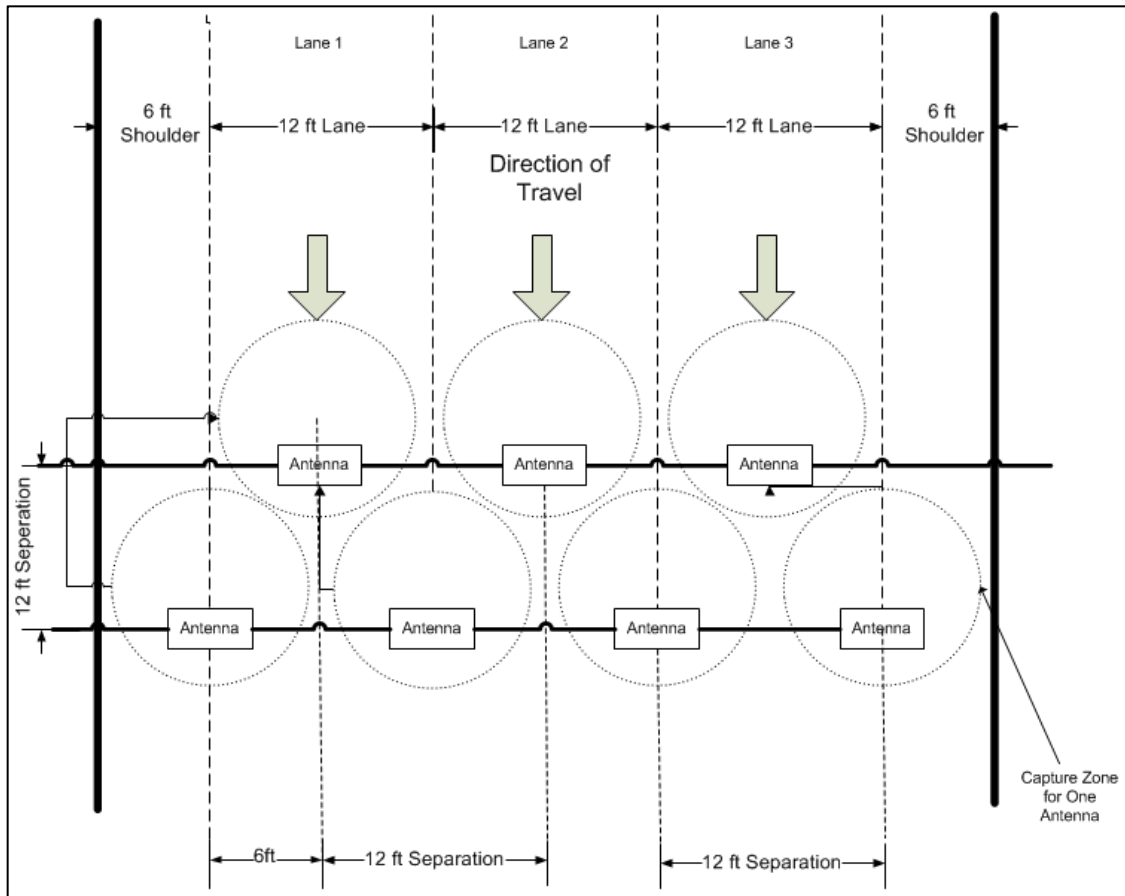 Lane 1
Lane 2
Lane 3
6 ft
Shoulder
12 ft Lane
12 ft Lane
12 ft Lane
6 ft
Shoulder
Direction of
Travel
Antenna
Antenna
Antenna
12 ft Seperation
Antenna
Antenna
Antenna
Antenna
Capture Zone
for One
Antenna
6ft
12 ft Separation
12 ft Separation